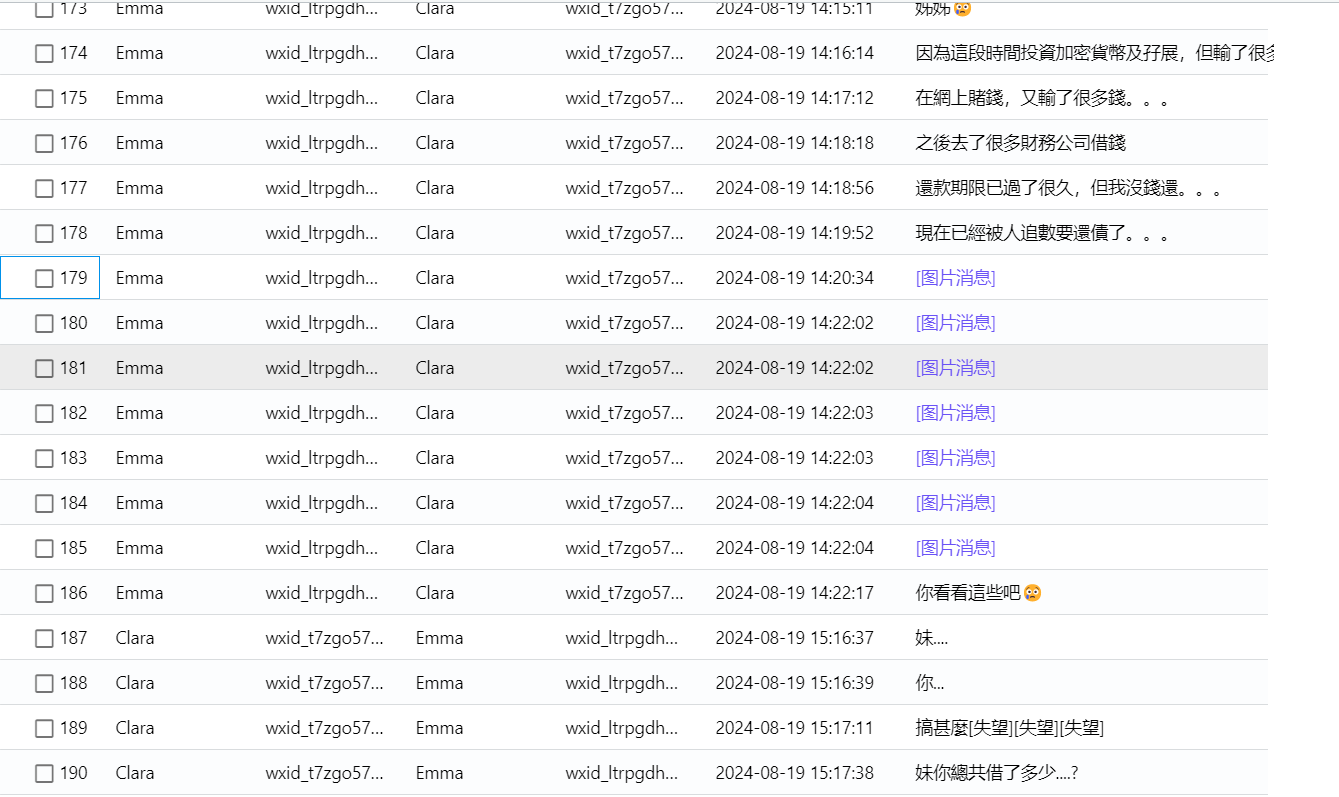 173 Emma wxid_ltrpgdh... Clara wxid_t7zgo57... 2024-08-19 14:15:11 姊姊😢
174 Emma wxid_ltrpgdh... Clara wxid_t7zgo57... 2024-08-19 14:16:14 因為這段時間投資加密貨幣及孖展，但輸了很多
175 Emma wxid_ltrpgdh... Clara wxid_t7zgo57... 2024-08-19 14:17:12 在網上賭錢，又輸了很多錢。。。
176 Emma wxid_ltrpgdh... Clara wxid_t7zgo57... 2024-08-19 14:18:18 之後去了很多財務公司借錢
177 Emma wxid_ltrpgdh... Clara wxid_t7zgo57... 2024-08-19 14:18:56 還款期限已過了很久，但我沒錢還。。。
178 Emma wxid_ltrpgdh... Clara wxid_t7zgo57... 2024-08-19 14:19:52 現在已經被人追數要還債了。。。
179 Emma wxid_ltrpgdh... Clara wxid_t7zgo57... 2024-08-19 14:20:34 [图片消息]
180 Emma wxid_ltrpgdh... Clara wxid_t7zgo57... 2024-08-19 14:22:02 [图片消息]
181 Emma wxid_ltrpgdh... Clara wxid_t7zgo57... 2024-08-19 14:22:02 [图片消息]
182 Emma wxid_ltrpgdh... Clara wxid_t7zgo57... 2024-08-19 14:22:03 [图片消息]
183 Emma wxid_ltrpgdh... Clara wxid_t7zgo57... 2024-08-19 14:22:03 [图片消息]
184 Emma wxid_ltrpgdh... Clara wxid_t7zgo57... 2024-08-19 14:22:04 [图片消息]
185 Emma wxid_ltrpgdh... Clara wxid_t7zgo57... 2024-08-19 14:22:04 [图片消息]
186 Emma wxid_ltrpgdh... Clara wxid_t7zgo57... 2024-08-19 14:22:17 你看看這些吧😢
187 Clara wxid_t7zgo57... Emma wxid_ltrpgdh... 2024-08-19 15:16:37 妹....
188 Clara wxid_t7zgo57... Emma wxid_ltrpgdh... 2024-08-19 15:16:39 你...
189 Clara wxid_t7zgo57... Emma wxid_ltrpgdh... 2024-08-19 15:17:11 搞甚麼[失望][失望][失望]
190 Clara wxid_t7zgo57... Emma wxid_ltrpgdh... 2024-08-19 15:17:38 妹你總共借了多少....?